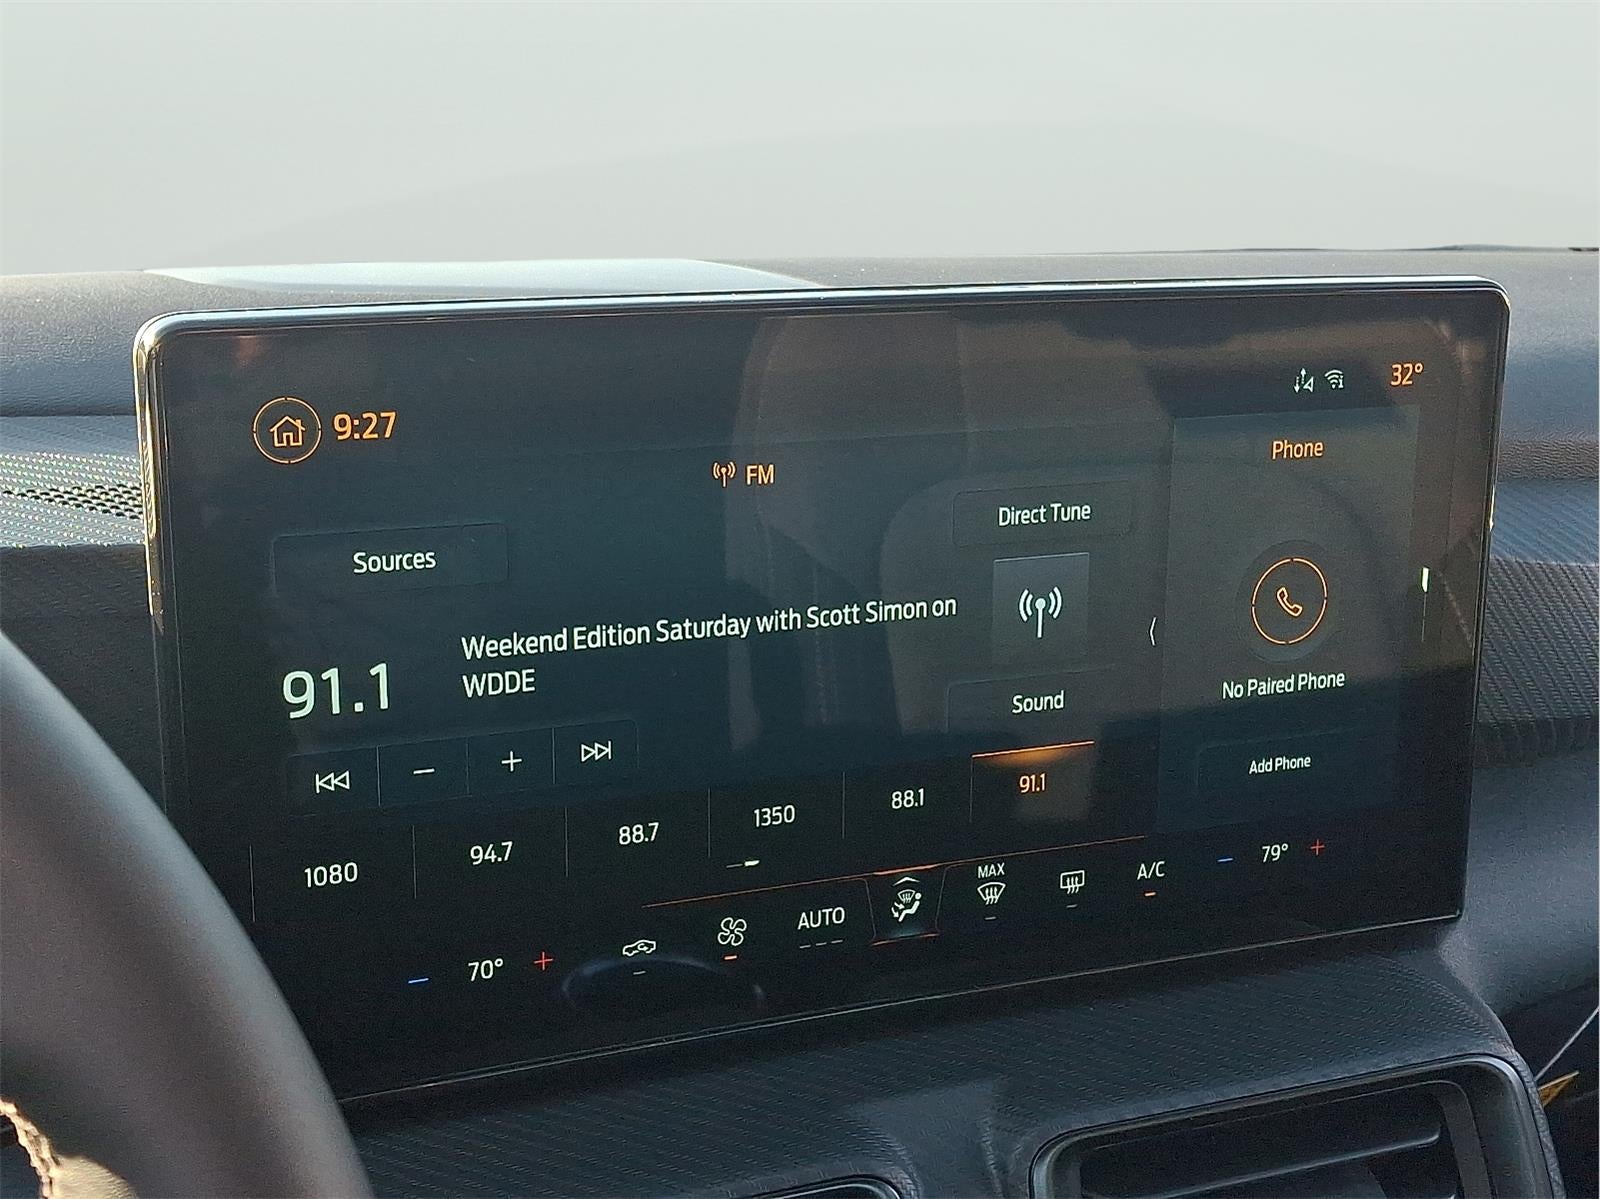 9:27
32°
FM
Phone
Direct Tune
Sources
Weekend Edition Saturday with Scott Simon on
WDDE
91.1
Sound
No Paired Phone
Add Phone
1080
94.7
88.7
1350
88.1
91.1
70°
AUTO
MAX
A/C
79°